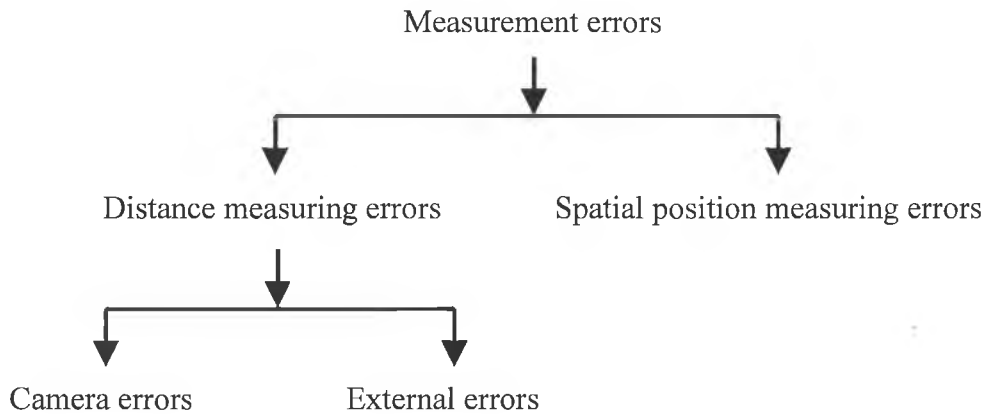 Measurement errors
Distance measuring errors
Spatial position measuring errors
Camera errors
External errors